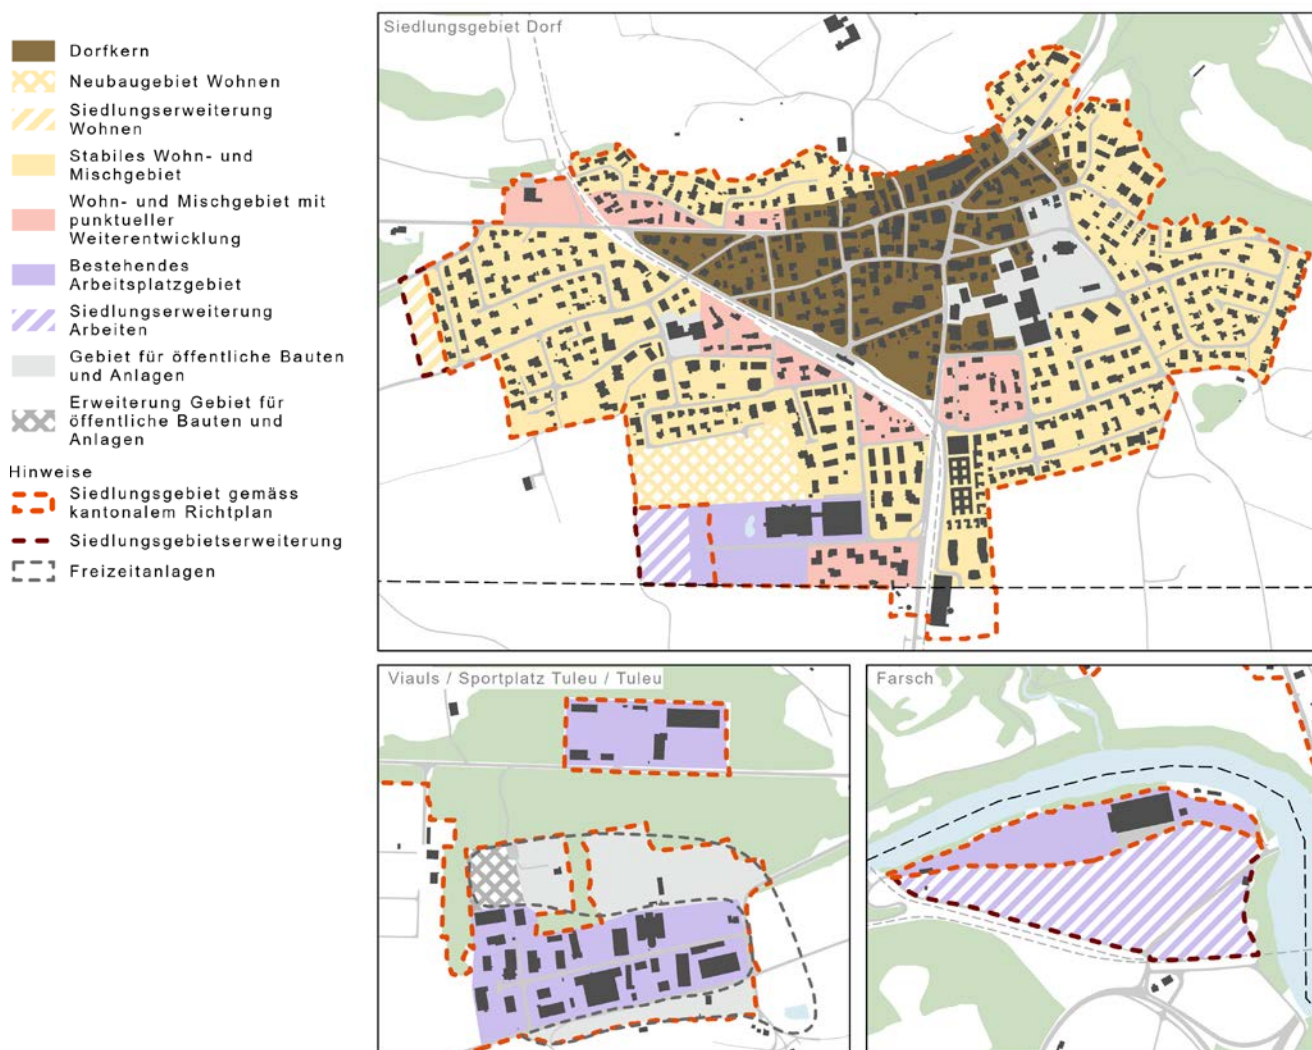 Dorfkern
Neubaugebiet Wohnen
Siedlungserweiterung
Wohnen
Stabiles Wohn- und
Mischgebiet
Wohn- und Mischgebiet mit
punktueller
Weiterentwicklung
Bestehendes
Arbeitsplatzgebiet
Siedlungserweiterung
Arbeiten
Gebiet für öffentliche Bauten
und Anlagen
Erweiterung Gebiet für
öffentliche Bauten und
Anlagen
Hinweise
Siedlungsgebiet gemäss
kantonalem Richtplan
Siedlungsgebietserweiterung
Freizeitanlagen
Siedlungsgebiet Dorf
Viauls / Sportplatz Tuleu / Tuleu
Farsch